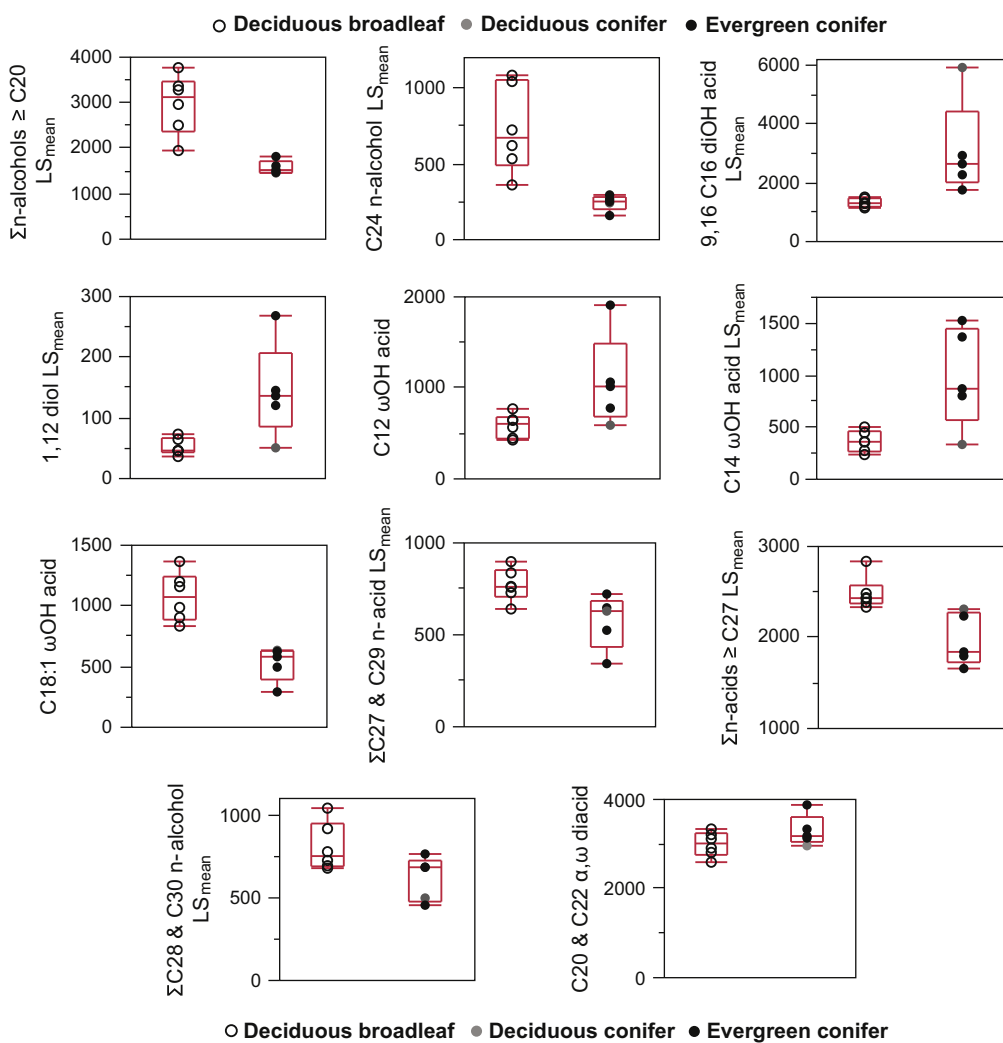 Deciduous broadleaf Deciduous conifer Evergreen conifer
Σn-alcohols ≥ C20
LSmean
4000
3000
2000
1000
0
C24 n-alcohol LSmean
1000
500
0
9,16 C16 diOH acid
LSmean
6000
4000
2000
0
1,12 diol LSmean
300
200
100
0
C12 ωOH acid
2000
1000
0
C14 ωOH acid LSmean
1500
1000
500
0
C18:1 ωOH acid
1500
1000
500
0
ΣC27 & C29 n-acid LSmean
1000
500
0
Σn-acids ≥ C27 LSmean
3000
2000
1000
ΣC28 & C30 n-alcohol
LSmean
1000
500
0
C20 & C22 α,ω diacid
4000
2000
0
Deciduous broadleaf Deciduous conifer Evergreen conifer